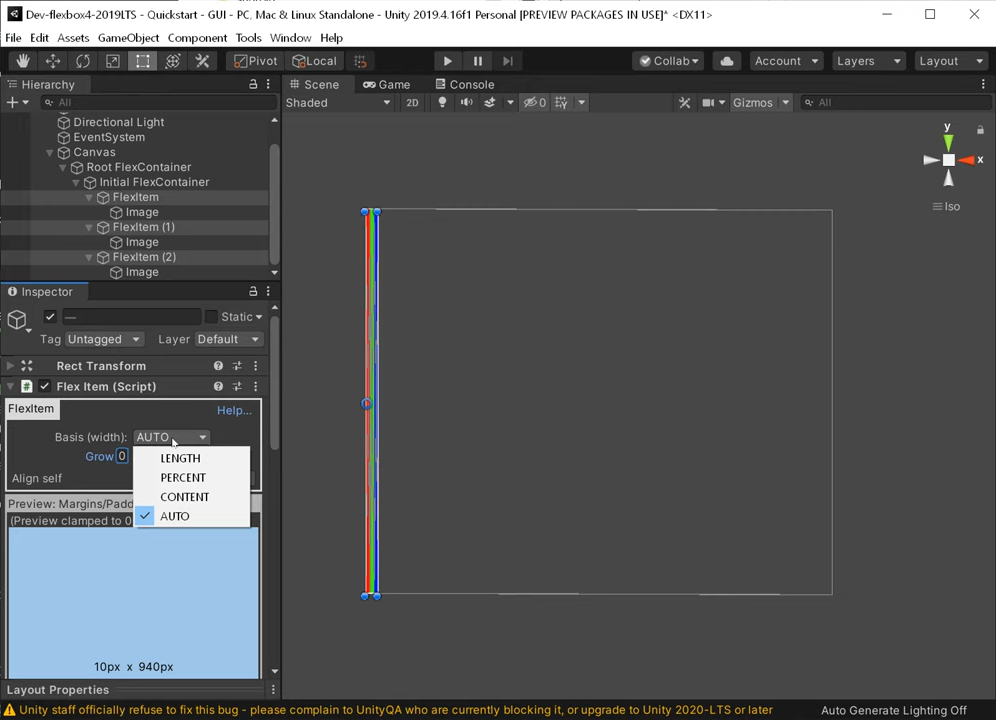 Dev-flexbox4-2019LTS - Quickstart - GUI - PC, Mac & Linux Standalone - Unity 2019.4.16f1 Personal [PREVIEW PACKAGES IN USE]* <DX11>
File Edit Assets GameObject Component Tools Window Help
Pivot Local Collab Account Layers Layout
Hierarchy Scene Game Console
All Shaded 2D 0 Gizmos All
Directional Light
EventSystem
Canvas
Root FlexContainer
Initial FlexContainer
FlexItem
Image
FlexItem (1)
Image
FlexItem (2)
Image
y
x
Iso
Inspector
— Static
Tag Untagged Layer Default
Rect Transform
# Flex Item (Script)
FlexItem Help...
Basis (width): AUTO
Grow 0
Align self
LENGTH
PERCENT
CONTENT
AUTO
Preview: Margins/Padd
(Preview clamped to 0
10px x 940px
Layout Properties
Unity staff officially refuse to fix this bug - please complain to UnityQA who are currently blocking it, or upgrade to Unity 2020-LTS or later
Auto Generate Lighting Off